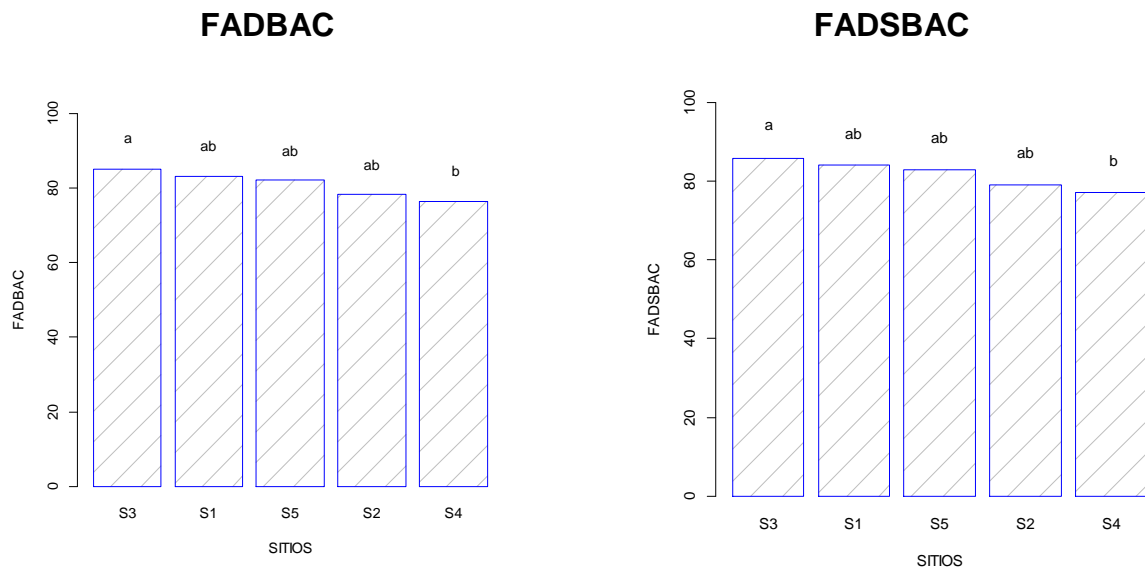 FADBAC
FADBAC
100
80
60
40
20
0
a
ab
ab
ab
b
S3 S1 S5 S2 S4
SITIOS
FADSBAC
FADSBAC
100
80
60
40
20
0
a
ab
ab
ab
b
S3 S1 S5 S2 S4
SITIOS